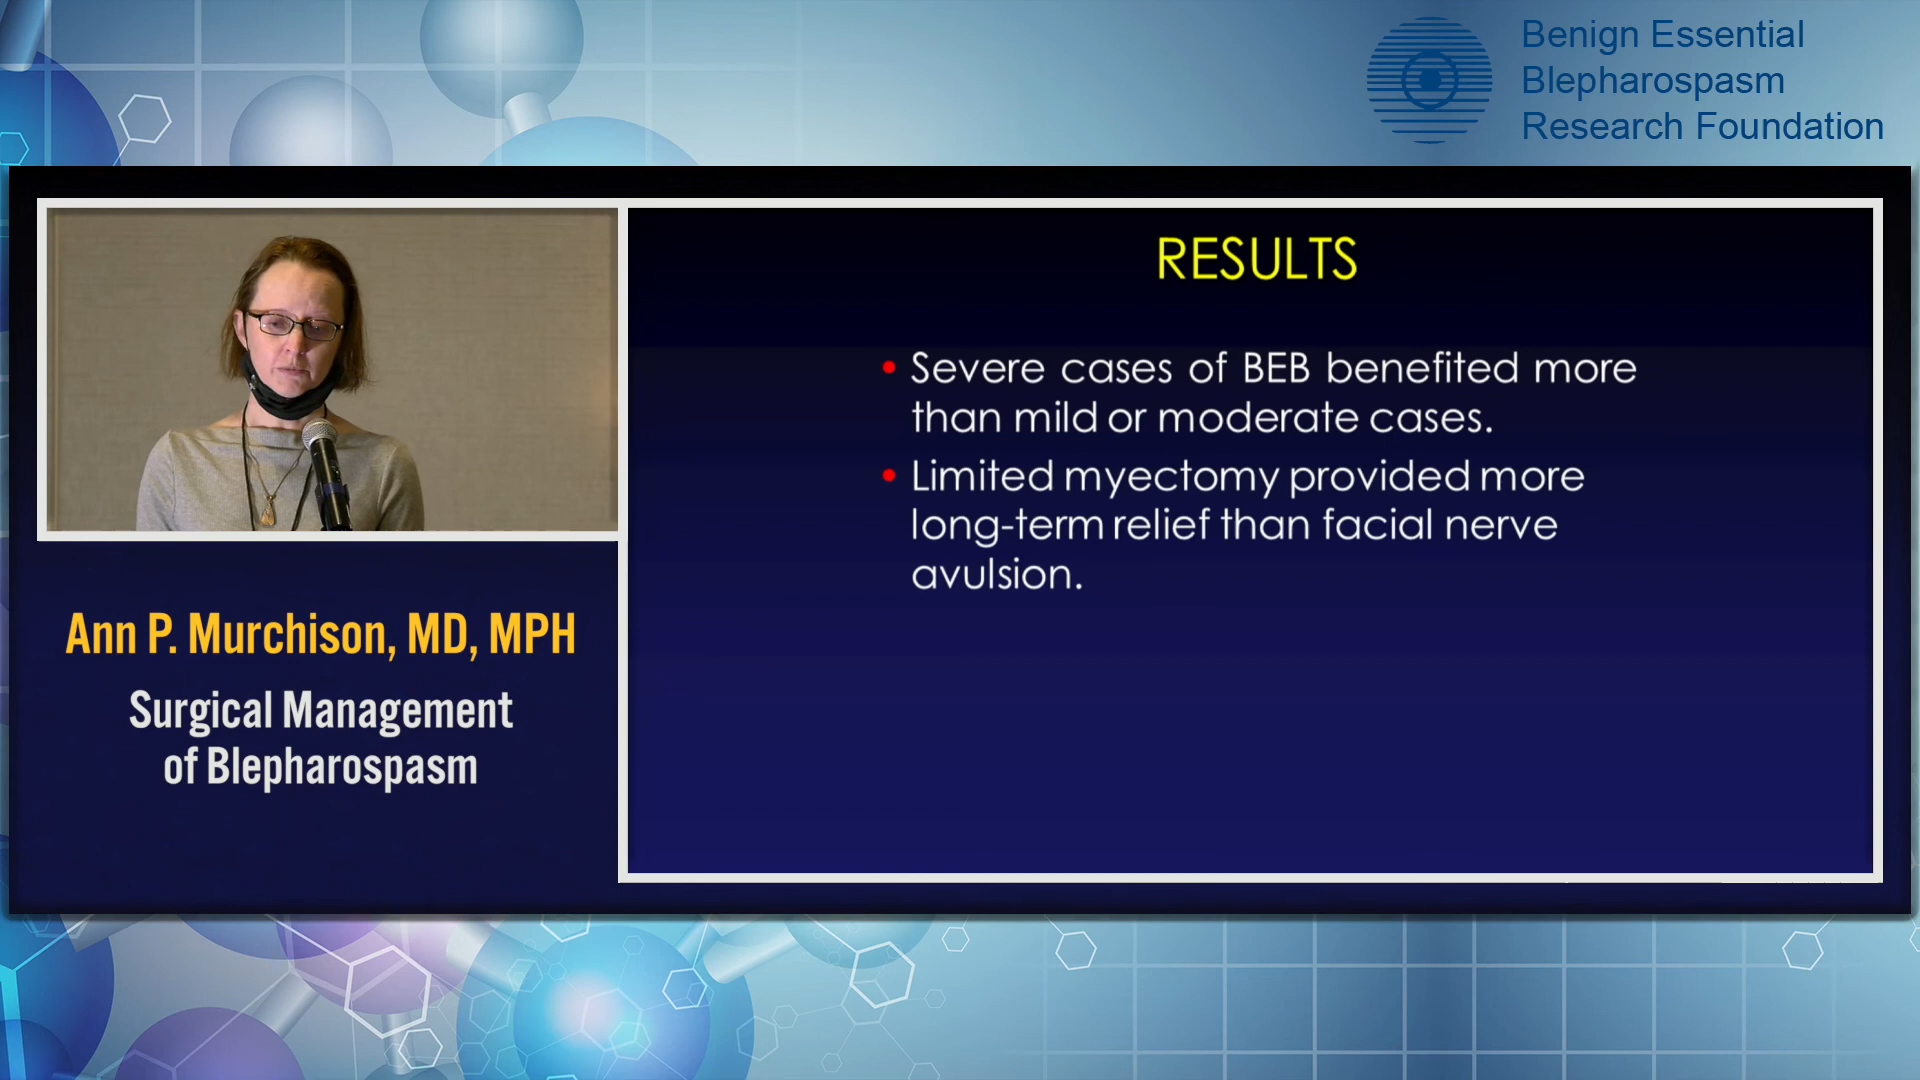 Benign Essential
Blepharospasm
Research Foundation
RESULTS
• Severe cases of BEB benefited more
than mild or moderate cases.
• Limited myectomy provided more
long-term relief than facial nerve
avulsion.
Ann P. Murchison, MD, MPH
Surgical Management
of Blepharospasm